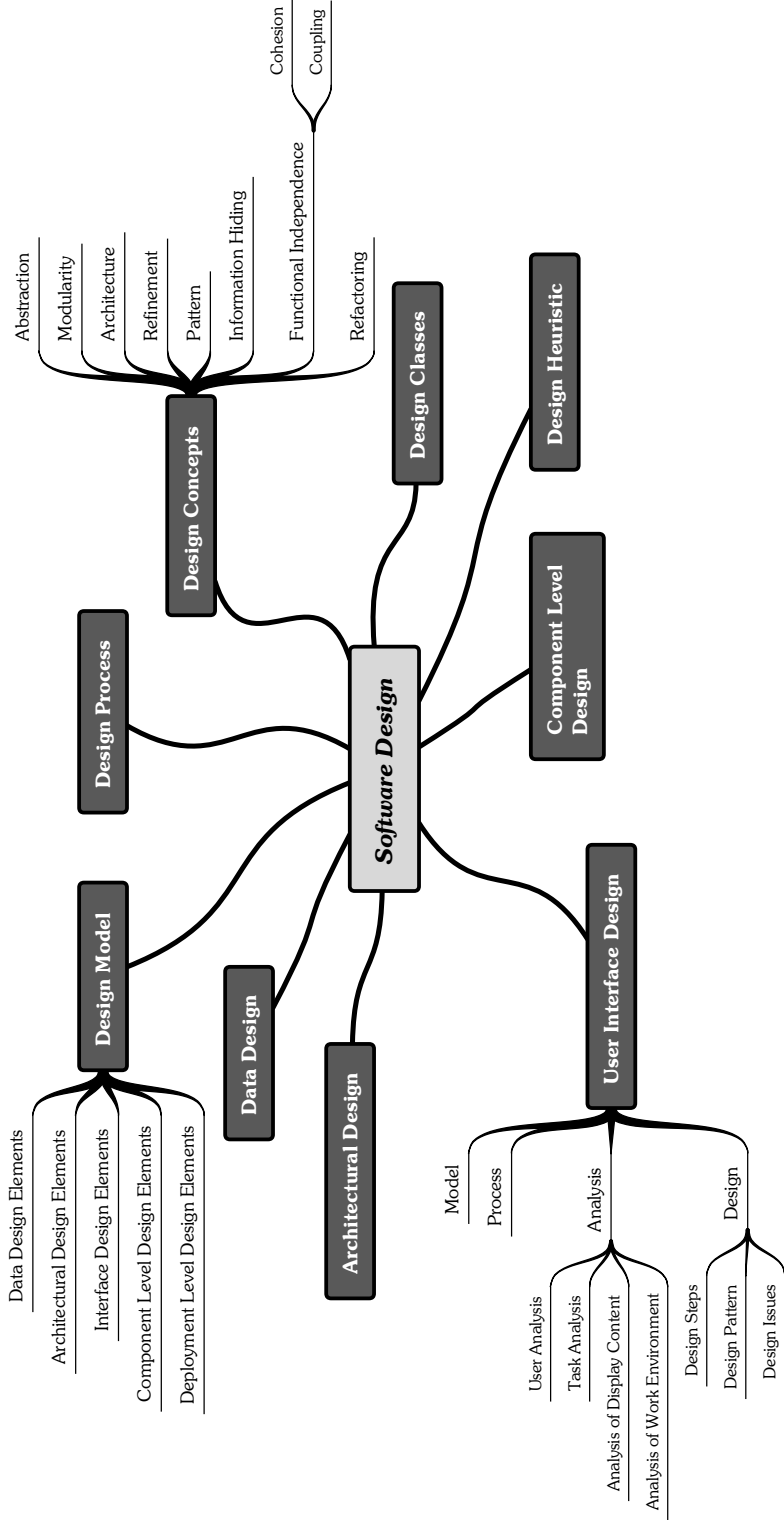 Software Design
Design Process
Design Concepts
Abstraction
Modularity
Architecture
Refinement
Pattern
Information Hiding
Functional Independence
Cohesion
Coupling
Refactoring
Design Classes
Design Heuristic
Component Level
Design
User Interface Design
Model
Process
Analysis
User Analysis
Task Analysis
Analysis of Display Content
Analysis of Work Environment
Design
Design Steps
Design Pattern
Design Issues
Architectural Design
Data Design
Design Model
Data Design Elements
Architectural Design Elements
Interface Design Elements
Component Level Design Elements
Deployment Level Design Elements